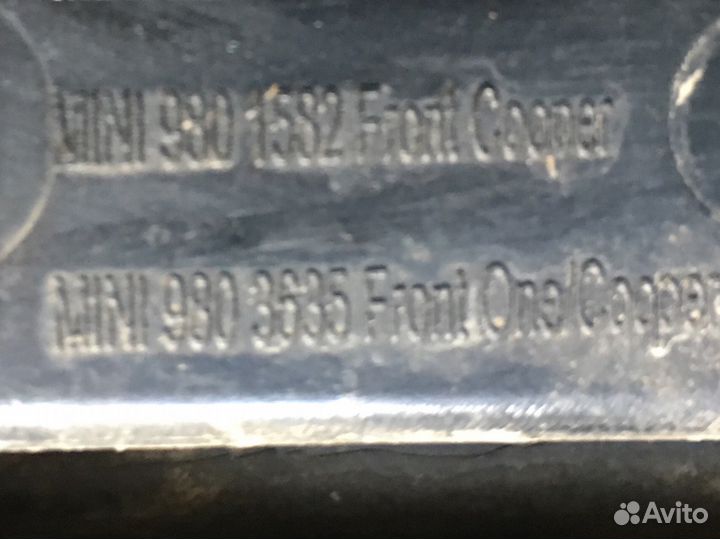 MINI 980 1582 Front Cooper
MINI 980 3635 Front One/Cooper
Avito